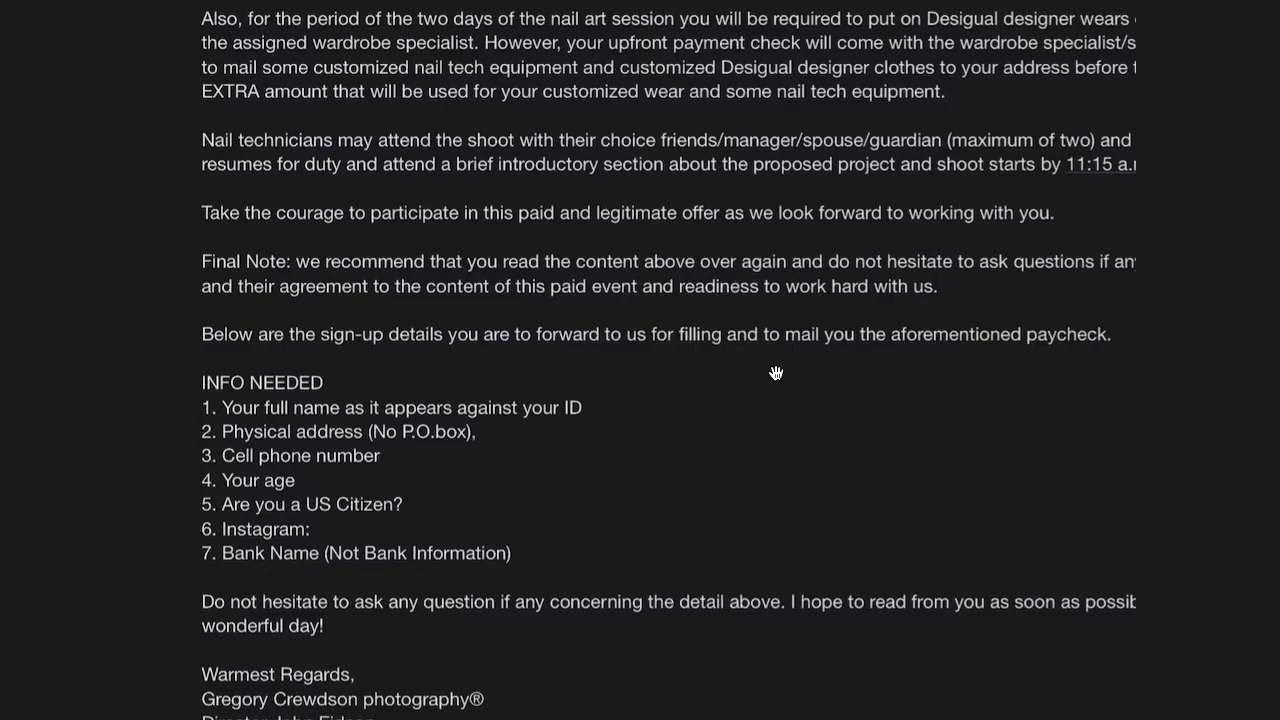 Also, for the period of the two days of the nail art session you will be required to put on Desigual designer wears
the assigned wardrobe specialist. However, your upfront payment check will come with the wardrobe specialist/s
to mail some customized nail tech equipment and customized Desigual designer clothes to your address before
EXTRA amount that will be used for your customized wear and some nail tech equipment.
Nail technicians may attend the shoot with their choice friends/manager/spouse/guardian (maximum of two) and
resumes for duty and attend a brief introductory section about the proposed project and shoot starts by 11:15 a.
Take the courage to participate in this paid and legitimate offer as we look forward to working with you.
Final Note: we recommend that you read the content above over again and do not hesitate to ask questions if an
and their agreement to the content of this paid event and readiness to work hard with us.
Below are the sign-up details you are to forward to us for filling and to mail you the aforementioned paycheck.
INFO NEEDED
1. Your full name as it appears against your ID
2. Physical address (No P.O.box),
3. Cell phone number
4. Your age
5. Are you a US Citizen?
6. Instagram:
7. Bank Name (Not Bank Information)
Do not hesitate to ask any question if any concerning the detail above. I hope to read from you as soon as possib
wonderful day!
Warmest Regards,
Gregory Crewdson photography®